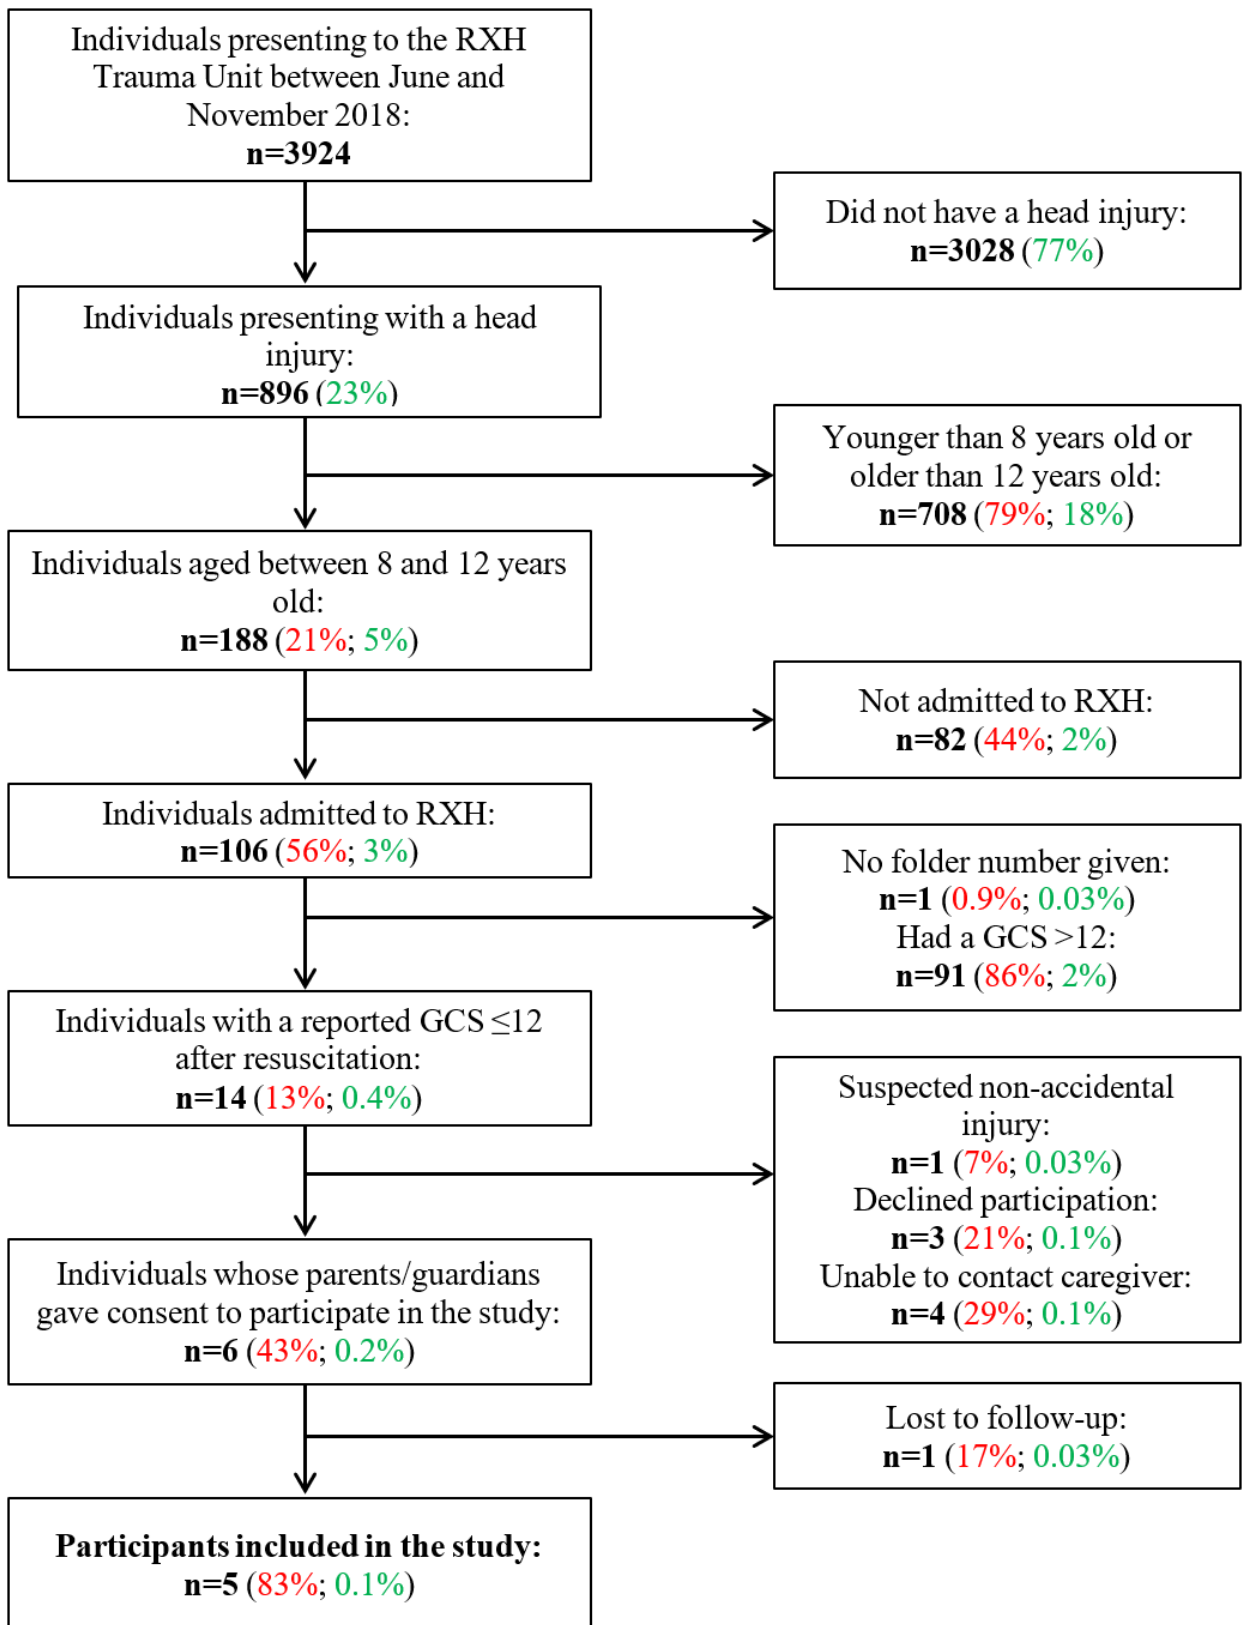 Individuals presenting to the RXH
Trauma Unit between June and
November 2018:
n=3924
Did not have a head injury:
n=3028 (77%)
Individuals presenting with a head
injury:
n=896 (23%)
Younger than 8 years old or
older than 12 years old:
n=708 (79%; 18%)
Individuals aged between 8 and 12 years
old:
n=188 (21%; 5%)
Not admitted to RXH:
n=82 (44%; 2%)
Individuals admitted to RXH:
n=106 (56%; 3%)
No folder number given:
n=1 (0.9%; 0.03%)
Had a GCS >12:
n=91 (86%; 2%)
Individuals with a reported GCS ≤12
after resuscitation:
n=14 (13%; 0.4%)
Suspected non-accidental
injury:
n=1 (7%; 0.03%)
Declined participation:
n=3 (21%; 0.1%)
Unable to contact caregiver:
n=4 (29%; 0.1%)
Individuals whose parents/guardians
gave consent to participate in the study:
n=6 (43%; 0.2%)
Lost to follow-up:
n=1 (17%; 0.03%)
Participants included in the study:
n=5 (83%; 0.1%)